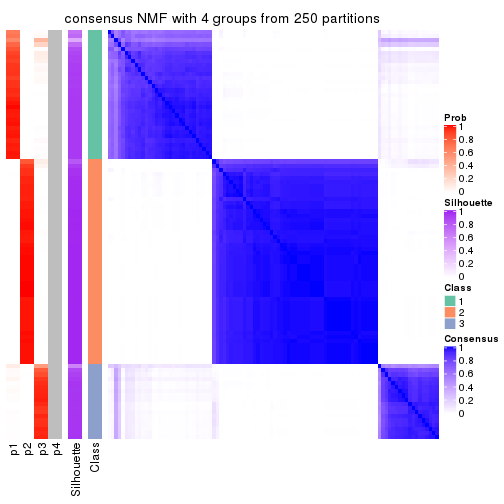 consensus NMF with 4 groups from 250 partitions
Prob
1
0.8
0.6
0.4
0.2
0
Silhouette
1
0.8
0.6
0.4
0.2
0
Class
1
2
3
Consensus
1
0.8
0.6
0.4
0.2
0
p1
p2
p3
p4
Silhouette
Class